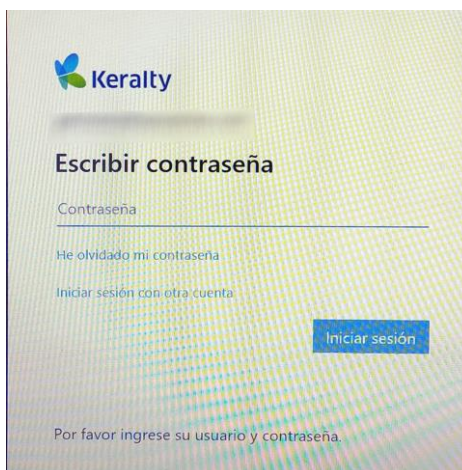 Keralty
Escribir contraseña
Contraseña
He olvidado mi contraseña
Iniciar sesión con otra cuenta
Iniciar sesión
Por favor ingrese su usuario y contraseña.